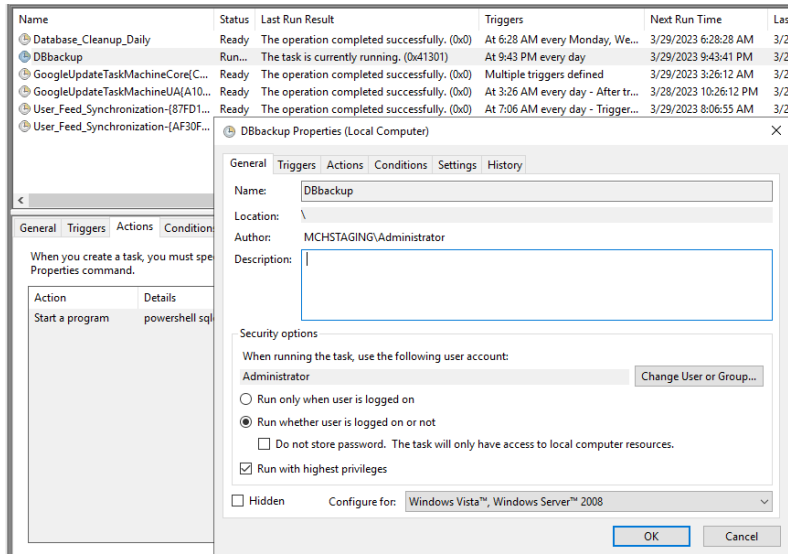 Name Status Last Run Result Triggers Next Run Time Las
Database_Cleanup_Daily Ready The operation completed successfully. (0x0) At 6:28 AM every Monday, We... 3/29/2023 6:28:28 AM 3/2
DBbackup Run... The task is currently running. (0x41301) At 9:43 PM every day 3/29/2023 9:43:41 PM 3/2
GoogleUpdateTaskMachineCore{C... Ready The operation completed successfully. (0x0) Multiple triggers defined 3/29/2023 3:26:12 AM 3/2
GoogleUpdateTaskMachineUA{A10... Ready The operation completed successfully. (0x0) At 3:26 AM every day - After tr... 3/28/2023 10:26:12 PM 3/2
User_Feed_Synchronization-{87FD1... Ready The operation completed successfully. (0x0) At 7:06 AM every day - Trigger... 3/29/2023 8:06:55 AM 3/2
User_Feed_Synchronization-{AF30F...
DBbackup Properties (Local Computer)
General Triggers Actions Conditions Settings History
Name: DBbackup
Location: \
Author: MCHSTAGING\Administrator
Description:
Security options
When running the task, use the following user account:
Administrator Change User or Group...
Run only when user is logged on
Run whether user is logged on or not
Do not store password. The task will only have access to local computer resources.
Run with highest privileges
Hidden Configure for: Windows Vista™, Windows Server™ 2008
OK Cancel
General Triggers Actions Condition
When you create a task, you must spe
Properties command.
Action Details
Start a program powershell sql